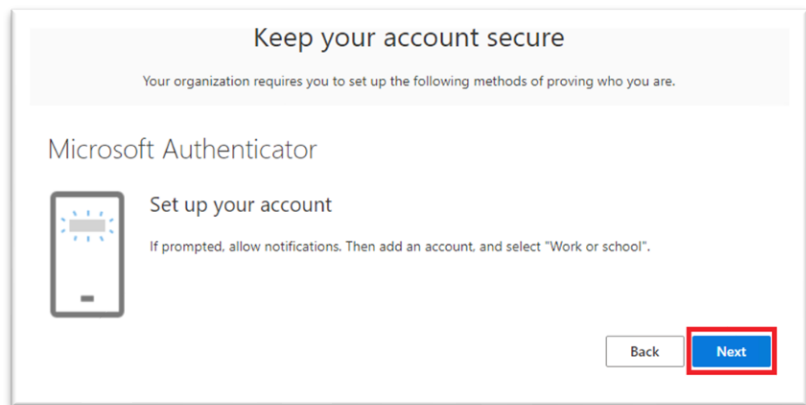 Keep your account secure
Your organization requires you to set up the following methods of proving who you are.
Microsoft Authenticator
Set up your account
If prompted, allow notifications. Then add an account, and select "Work or school".
Back
Next